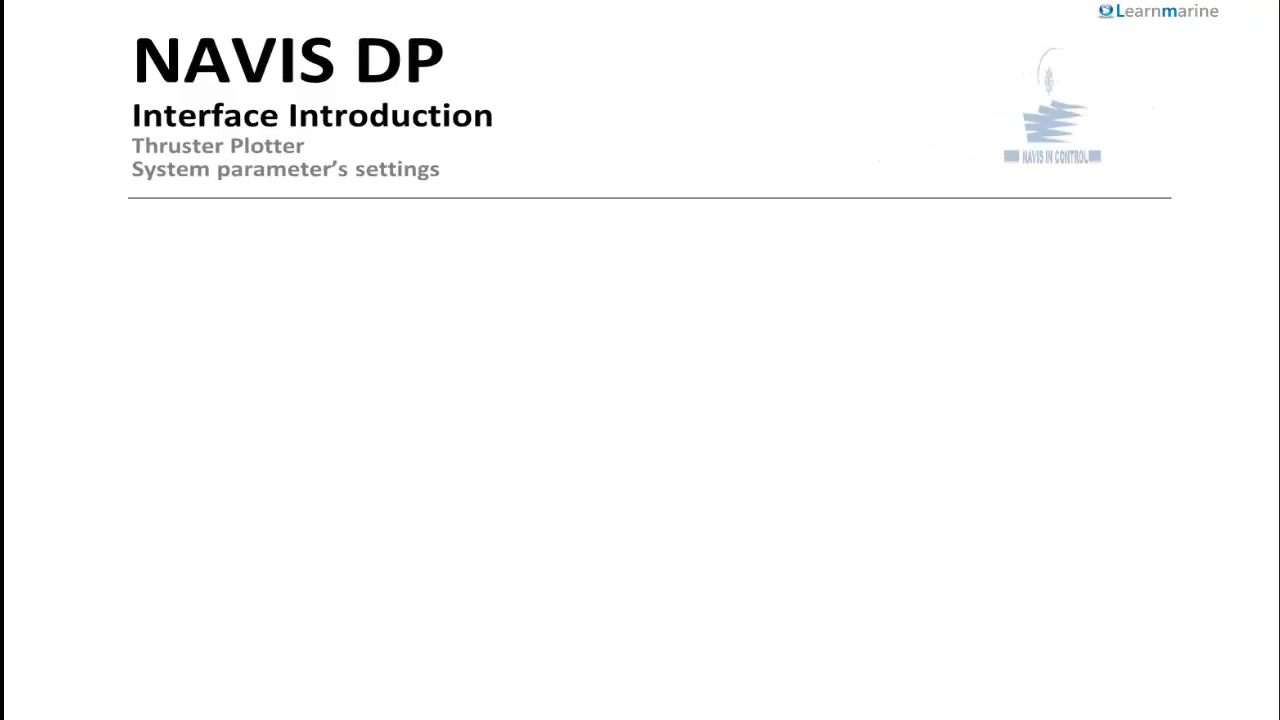 Learnmarine
NAVIS DP
Interface Introduction
Thruster Plotter
System parameter’s settings
NAVIS IN CONTROL